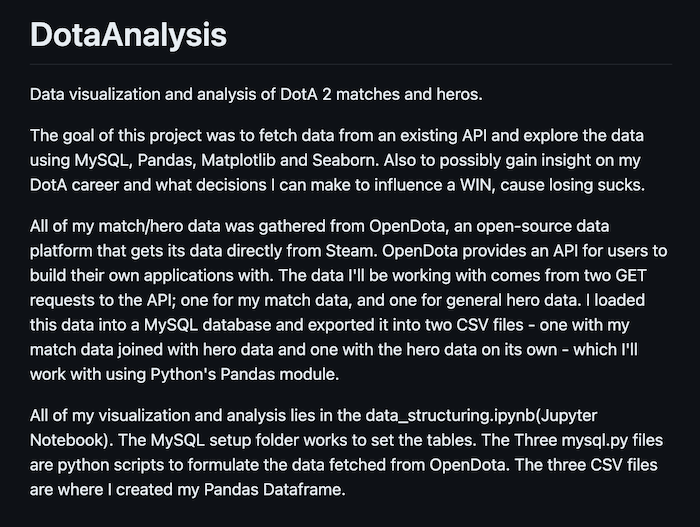 DotaAnalysis
Data visualization and analysis of DotA 2 matches and heros.
The goal of this project was to fetch data from an existing API and explore the data
using MySQL, Pandas, Matplotlib and Seaborn. Also to possibly gain insight on my
DotA career and what decisions I can make to influence a WIN, cause losing sucks.
All of my match/hero data was gathered from OpenDota, an open-source data
platform that gets its data directly from Steam. OpenDota provides an API for users to
build their own applications with. The data I'll be working with comes from two GET
requests to the API; one for my match data, and one for general hero data. I loaded
this data into a MySQL database and exported it into two CSV files - one with my
match data joined with hero data and one with the hero data on its own - which I'll
work with using Python's Pandas module.
All of my visualization and analysis lies in the data_structuring.ipynb(Jupyter
Notebook). The MySQL setup folder works to set the tables. The Three mysql.py files
are python scripts to formulate the data fetched from OpenDota. The three CSV files
are where I created my Pandas Dataframe.